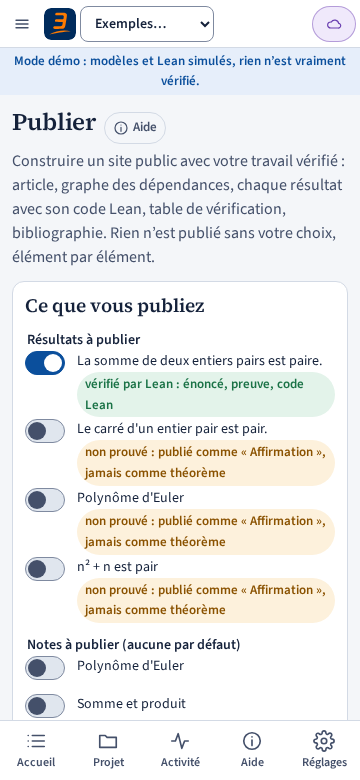 Exemples…
Mode démo : modèles et Lean simulés, rien n’est vraiment
vérifié.
Publier
Aide
Construire un site public avec votre travail vérifié :
article, graphe des dépendances, chaque résultat
avec son code Lean, table de vérification,
bibliographie. Rien n’est publié sans votre choix,
élément par élément.
Ce que vous publiez
Résultats à publier
La somme de deux entiers pairs est paire.
vérifié par Lean : énoncé, preuve, code
Lean
Le carré d'un entier pair est pair.
non prouvé : publié comme « Affirmation »,
jamais comme théorème
Polynôme d'Euler
non prouvé : publié comme « Affirmation »,
jamais comme théorème
n² + n est pair
non prouvé : publié comme « Affirmation »,
jamais comme théorème
Notes à publier (aucune par défaut)
Polynôme d'Euler
Somme et produit
Accueil
Projet
Activité
Aide
Réglages